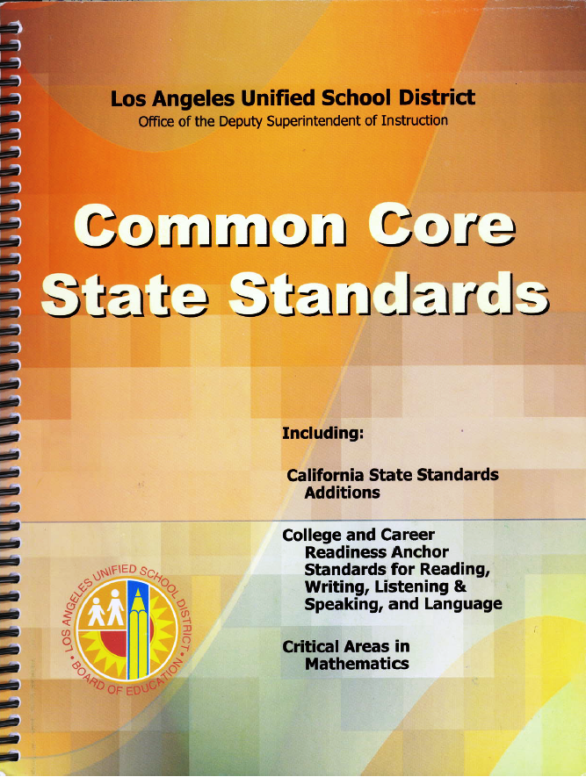 Los Angeles Unified School District
Office of the Deputy Superintendent of Instruction
Common Core
State Standards
Including:
California State Standards
Additions
College and Career
Readiness Anchor
Standards for Reading,
Writing, Listening &
Speaking, and Language
Critical Areas in
Mathematics
LOS ANGELES UNIFIED SCHOOL DISTRICT
BOARD OF EDUCATION